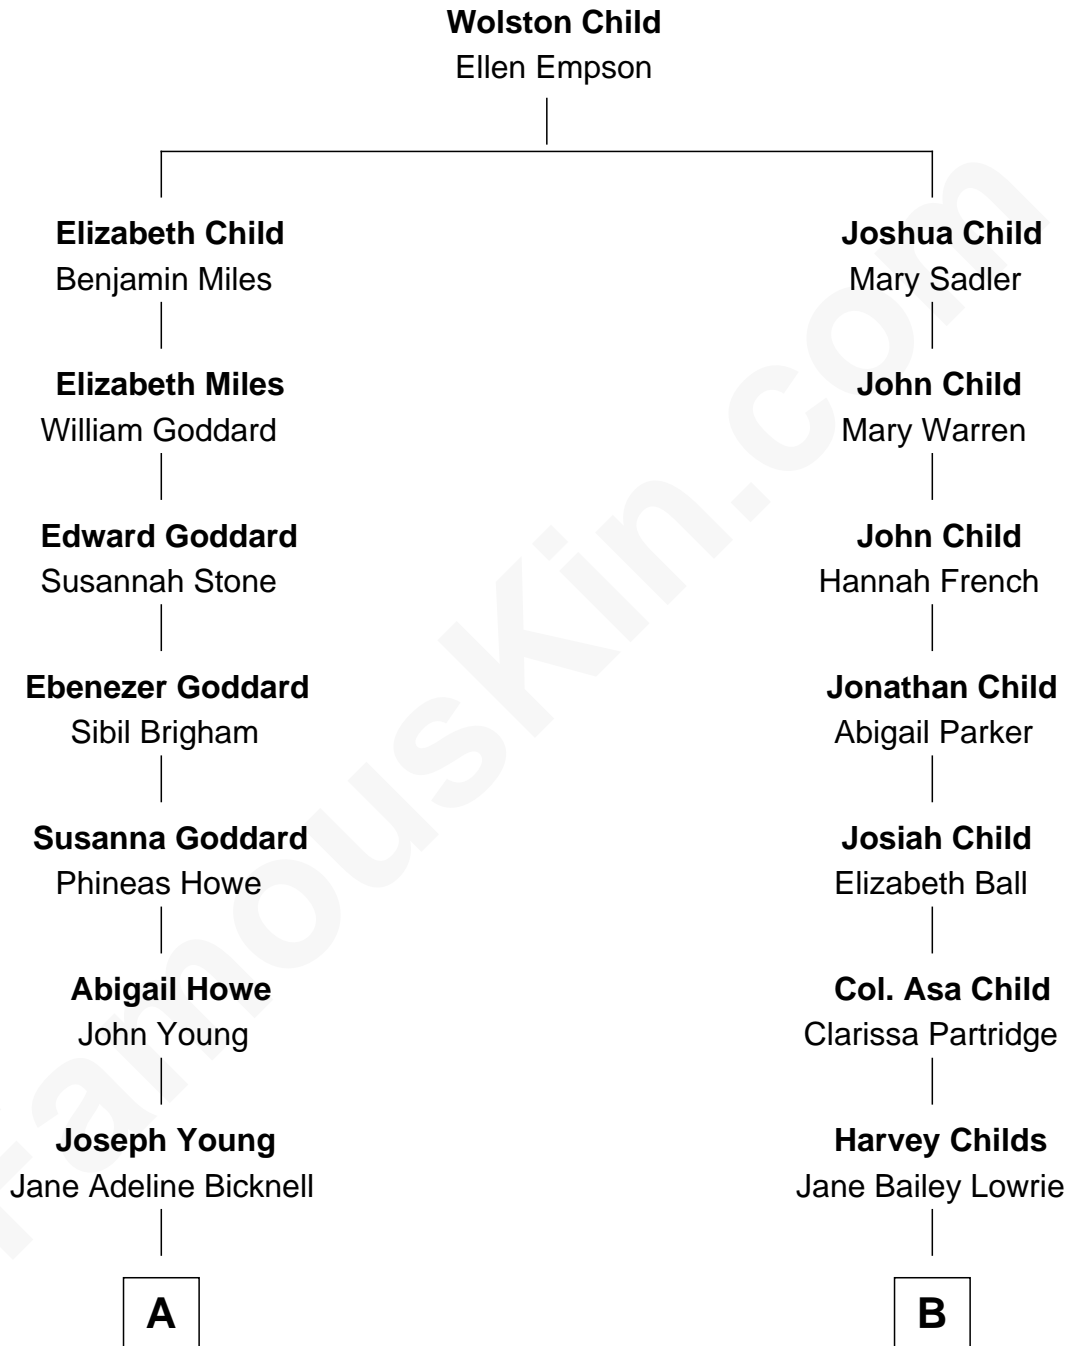 Wolston Child
Ellen Empson
Elizabeth Child
Benjamin Miles
Joshua Child
Mary Sadler
Elizabeth Miles
William Goddard
John Child
Mary Warren
Edward Goddard
Susannah Stone
John Child
Hannah French
Ebenezer Goddard
Sibil Brigham
Jonathan Child
Abigail Parker
Susanna Goddard
Phineas Howe
Josiah Child
Elizabeth Ball
Abigail Howe
John Young
Col. Asa Child
Clarissa Partridge
Joseph Young
Jane Adeline Bicknell
Harvey Childs
Jane Bailey Lowrie
A
B
FamousKin.com